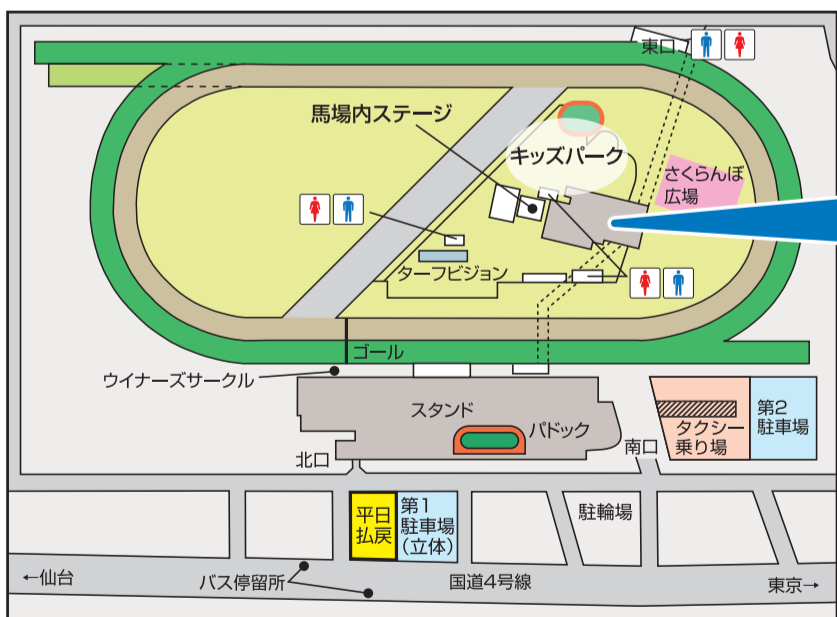 東口
馬場内ステージ
キッズパーク
さくらんぼ
広場
ターフビジョン
ゴール
ウイナーズサークル
スタンド
パドック
北口
南口
タクシー
乗り場
第2
駐車場
平日
払戻
第1
駐車場
(立体)
駐輪場
←仙台
バス停留所
国道4号線
東京→